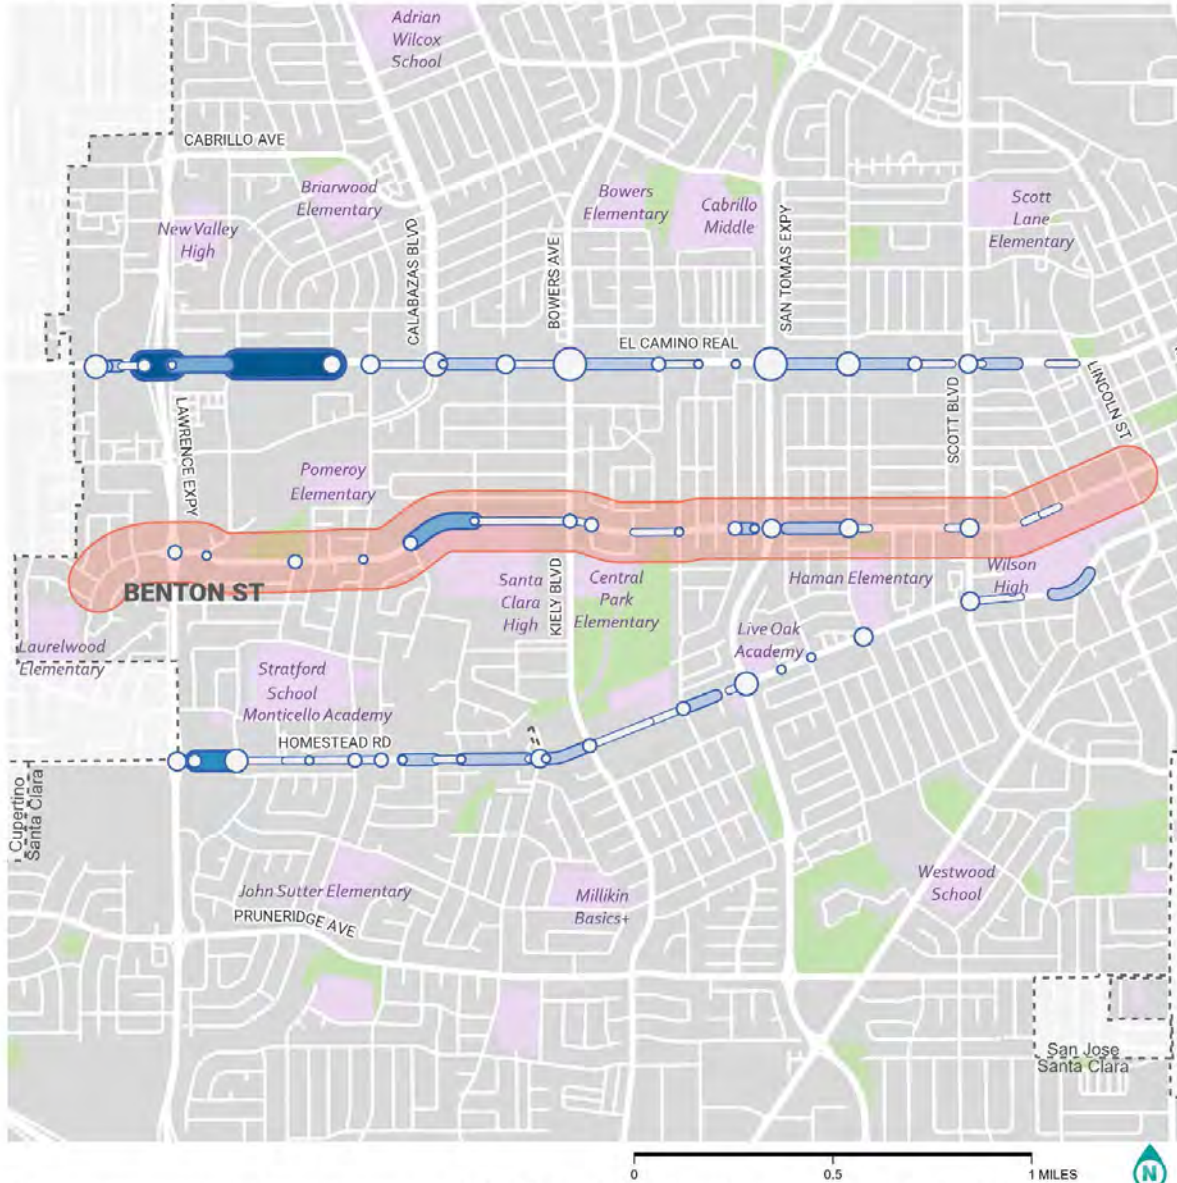 Adrian
Wilcox
School
CABRILLO AVE
Briarwood
Elementary
Bowers
Elementary
Cabrillo
Middle
Scott
Lane
Elementary
New Valley
High
CALABAZAS BLVD
BOWERS AVE
SAN TOMAS EXPY
EL CAMINO REAL
LINCOLN ST
LAWRENCE EXPY
SCOTT BLVD
Pomeroy
Elementary
BENTON ST
Santa
Clara
High
KIELY BLVD
Central
Park
Elementary
Haman Elementary
Wilson
High
Laurelwood
Elementary
Live Oak
Academy
Stratford
School
Monticello Academy
HOMESTEAD RD
Cupertino
Santa Clara
John Sutter Elementary
Millikin
Basics+
Westwood
School
PRUNERIDGE AVE
San Jose
Santa Clara
0 0.5 1 MILES
N